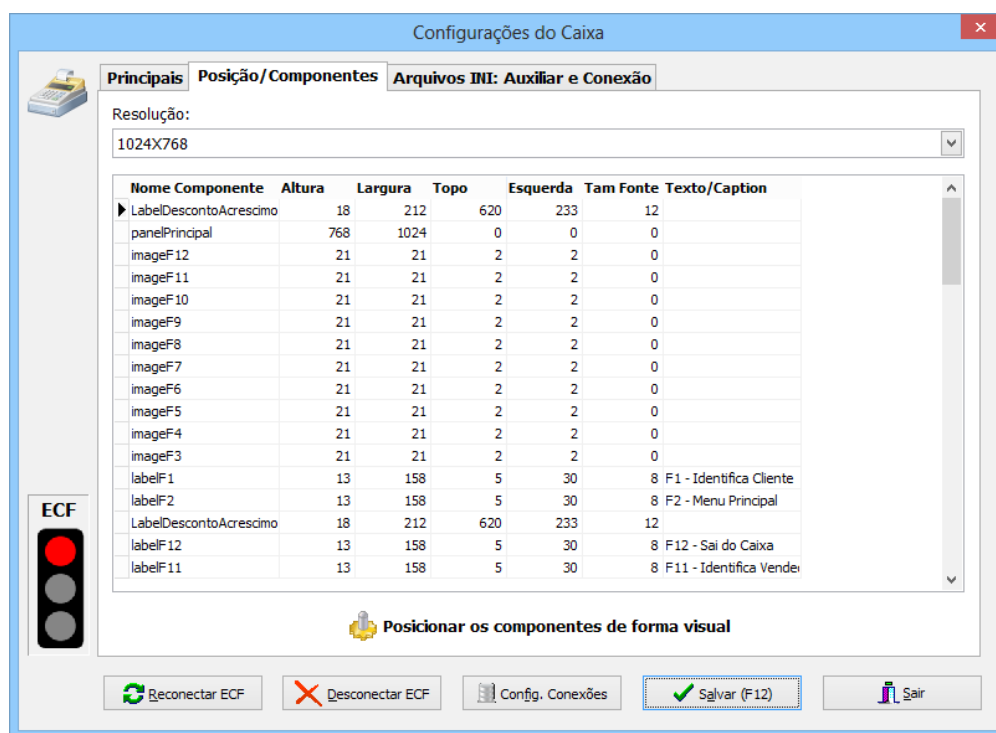 Configurações do Caixa
Principais Posição/Componentes Arquivos INI: Auxiliar e Conexão
Resolução:
1024X768
Nome Componente Altura Largura Topo Esquerda Tam Fonte Texto/Caption
LabelDescontoAcrescimo 18 212 620 233 12
panelPrincipal 768 1024 0 0 0
imageF12 21 21 2 2 0
imageF11 21 21 2 2 0
imageF10 21 21 2 2 0
imageF9 21 21 2 2 0
imageF8 21 21 2 2 0
imageF7 21 21 2 2 0
imageF6 21 21 2 2 0
imageF5 21 21 2 2 0
imageF4 21 21 2 2 0
imageF3 21 21 2 2 0
labelF1 13 158 5 30 8 F1 - Identifica Cliente
labelF2 13 158 5 30 8 F2 - Menu Principal
LabelDescontoAcrescimo 18 212 620 233 12
labelF12 13 158 5 30 8 F12 - Sai do Caixa
labelF11 13 158 5 30 8 F11 - Identifica Vende
ECF
Posicionar os componentes de forma visual
Reconectar ECF Desconectar ECF Config. Conexões Salvar (F12) Sair